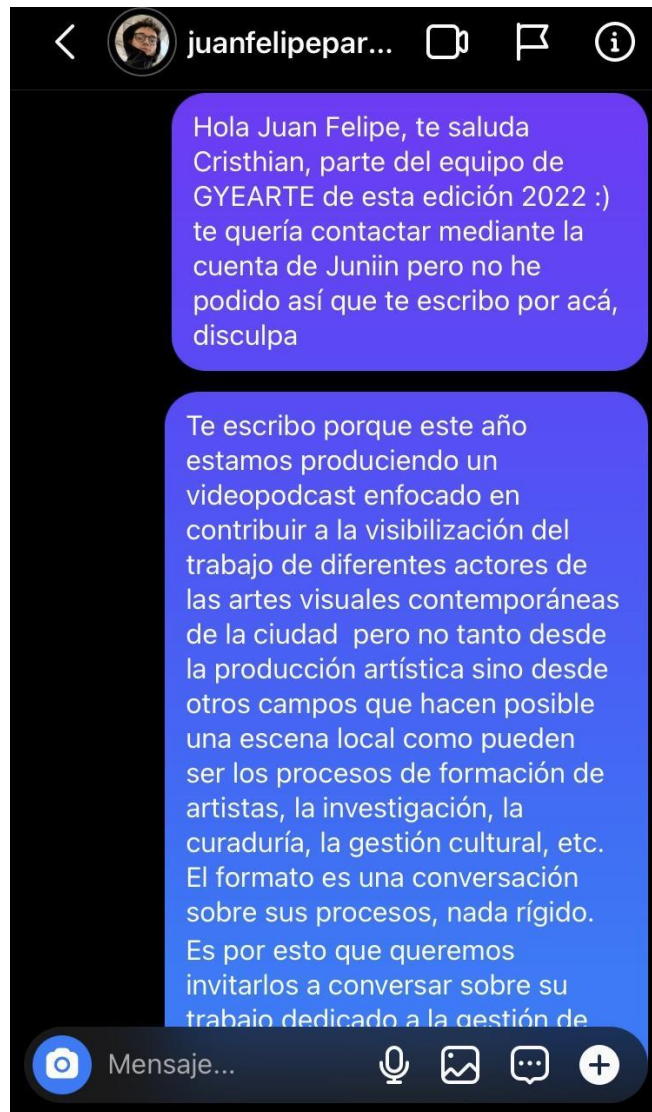 juanfelipepar...
Hola Juan Felipe, te saluda
Cristhian, parte del equipo de
GYEARTE de esta edición 2022 :)
te quería contactar mediante la
cuenta de Juniin pero no he
podido así que te escribo por acá,
disculpa
Te escribo porque este año
estamos produciendo un
videopodcast enfocado en
contribuir a la visibilización del
trabajo de diferentes actores de
las artes visuales contemporáneas
de la ciudad  pero no tanto desde
la producción artística sino desde
otros campos que hacen posible
una escena local como pueden
ser los procesos de formación de
artistas, la investigación, la
curaduría, la gestión cultural, etc.
El formato es una conversación
sobre sus procesos, nada rígido.
Es por esto que queremos
invitarlos a conversar sobre su
trabajo dedicado a la gestión de
Mensaje...